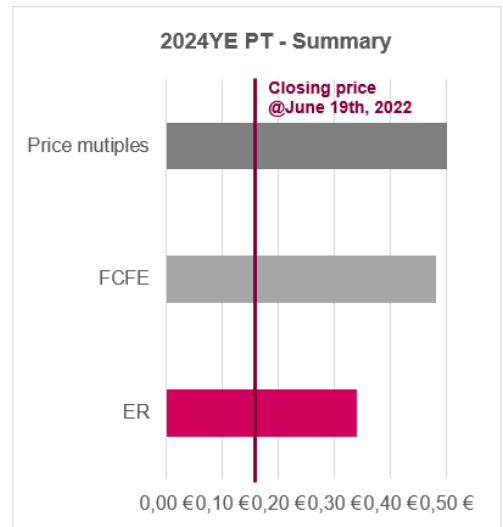 2024YE PT - Summary
Closing price
@June 19th, 2022
Price mutiples
FCFE
ER
0,00 € 0,10 € 0,20 € 0,30 € 0,40 € 0,50 €